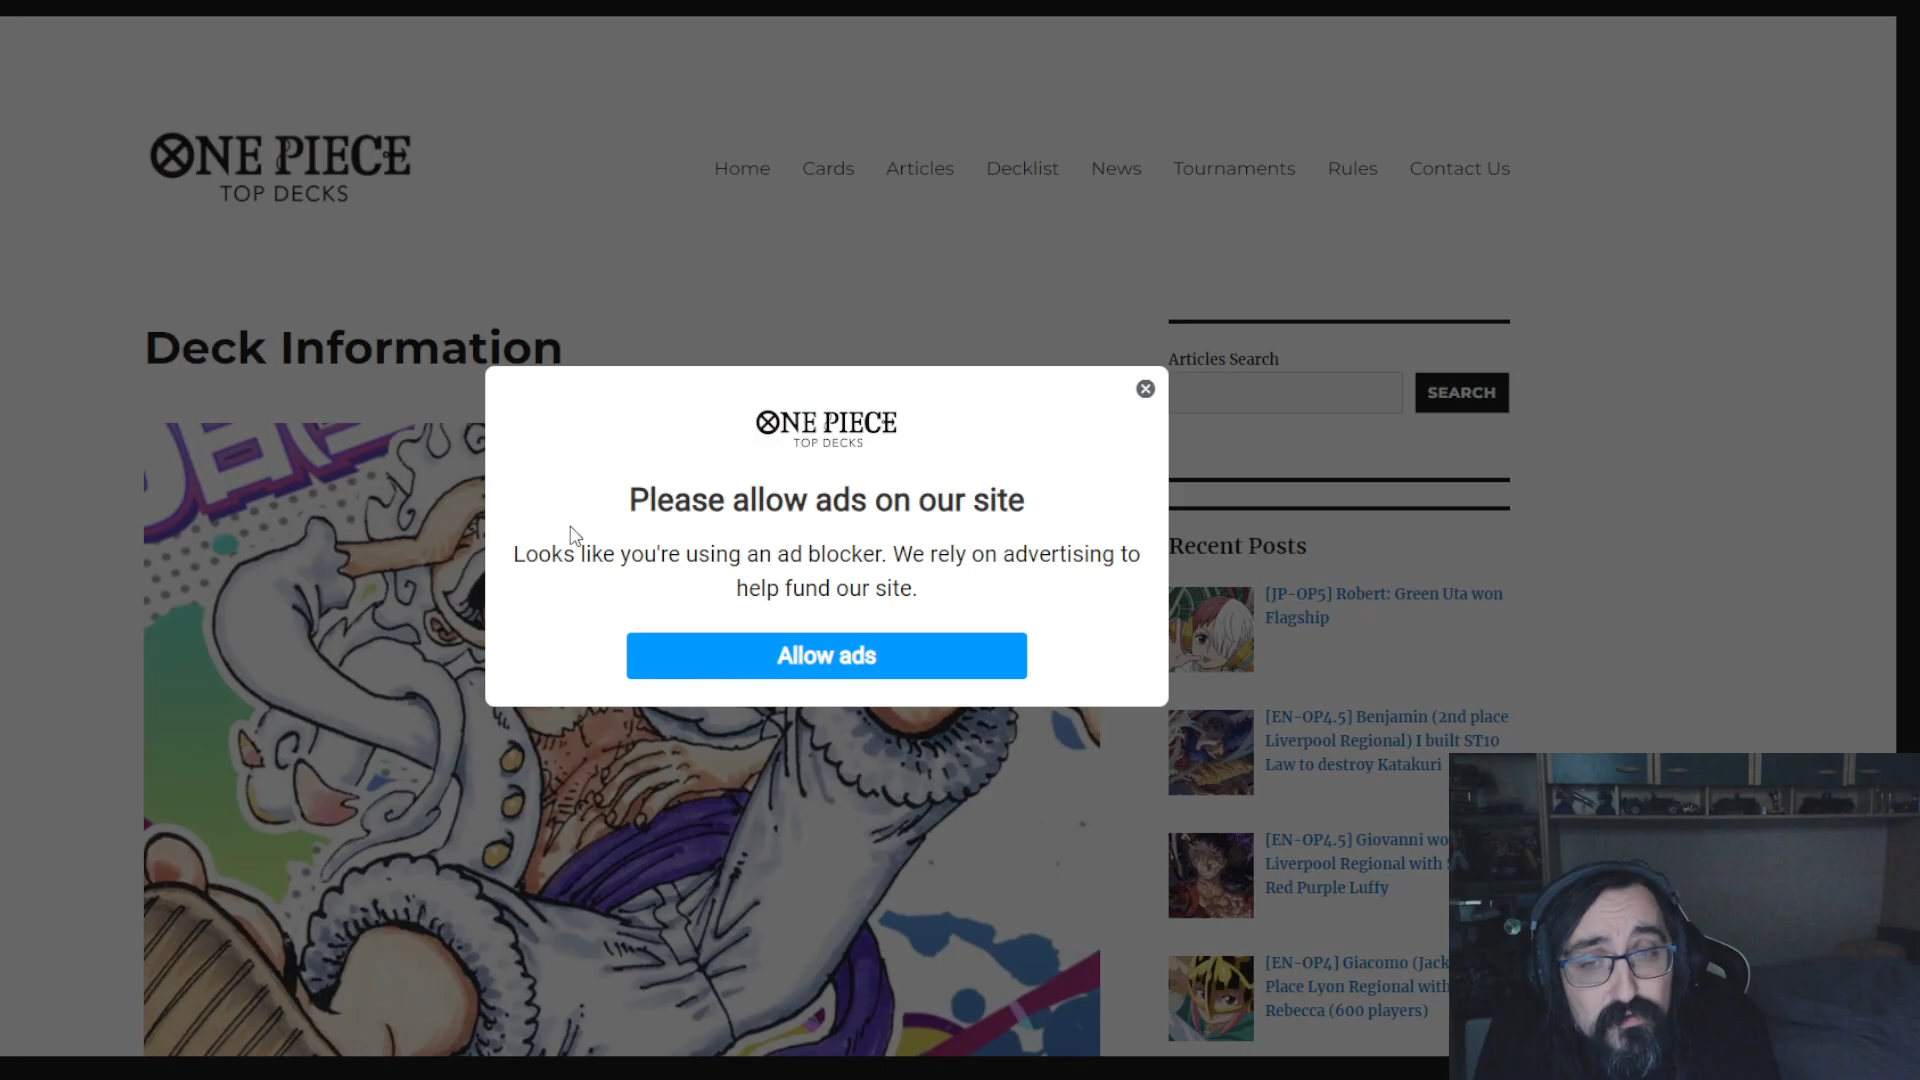 ONE PIECE
TOP DECKS
Home Cards Articles Decklist News Tournaments Rules Contact Us
Deck Information
ONE PIECE
TOP DECKS
Please allow ads on our site
Looks like you're using an ad blocker. We rely on advertising to
help fund our site.
Allow ads
Articles Search
SEARCH
Recent Posts
[JP-OP5] Robert: Green Uta won
Flagship
[EN-OP4.5] Benjamin (2nd place
Liverpool Regional) I built ST10
Law to destroy Katakuri
[EN-OP4.5] Giovanni wo
Liverpool Regional with
Red Purple Luffy
[EN-OP4] Giacomo (Jack
Place Lyon Regional with
Rebecca (600 players)